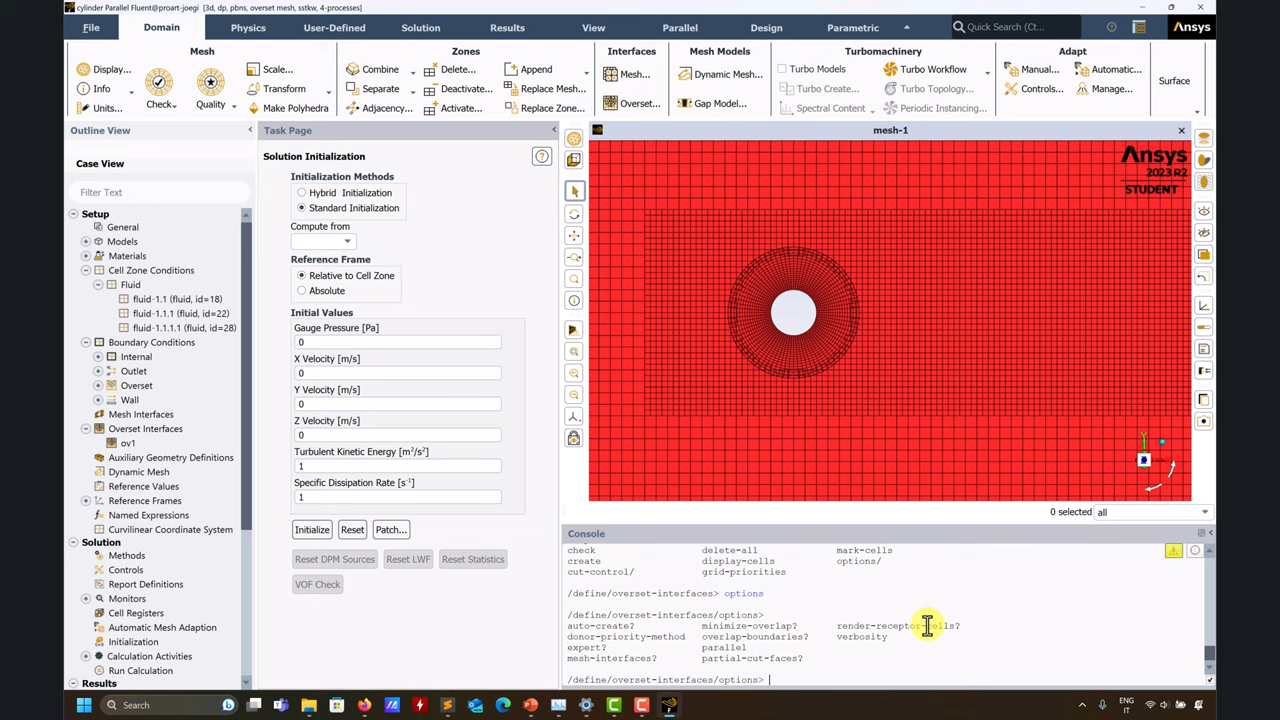 cylinder Parallel Fluent@proart-joegi [3d, dp, pbns, overset mesh, sstkw, 4-processes]
File Domain Physics User-Defined Solution Results View Parallel Design Parametric Quick Search (Ct... Ansys
Mesh Zones Interfaces Mesh Models Turbomachinery Adapt
Display... Scale... Combine Delete... Append Mesh... Dynamic Mesh... Turbo Models Turbo Workflow Manual... Automatic...
Info Check Quality Transform Separate Deactivate... Replace Mesh... Turbo Create... Turbo Topology... Controls... Manage... Surface
Units... Make Polyhedra Adjacency... Activate... Replace Zone... Overset... Gap Model... Spectral Content Periodic Instancing...
Outline View
Case View
Filter Text
Setup
General
Models
Materials
Cell Zone Conditions
Fluid
fluid-1.1 (fluid, id=18)
fluid-1.1.1 (fluid, id=22)
fluid-1.1.1.1 (fluid, id=28)
Boundary Conditions
Internal
Outlet
Overset
Wall
Mesh Interfaces
Overset Interfaces
ov1
Auxiliary Geometry Definitions
Dynamic Mesh
Reference Values
Reference Frames
Named Expressions
Curvilinear Coordinate System
Solution
Methods
Controls
Report Definitions
Monitors
Cell Registers
Automatic Mesh Adaption
Initialization
Calculation Activities
Run Calculation
Results
Task Page
Solution Initialization
Initialization Methods
Hybrid Initialization
Standard Initialization
Compute from
Reference Frame
Relative to Cell Zone
Absolute
Initial Values
Gauge Pressure [Pa]
0
X Velocity [m/s]
0
Y Velocity [m/s]
0
Z Velocity [m/s]
0
Turbulent Kinetic Energy [m²/s²]
1
Specific Dissipation Rate [s⁻¹]
1
Initialize Reset Patch...
Reset DPM Sources Reset LWF Reset Statistics
VOF Check
mesh-1
Ansys
2023 R2
STUDENT
Y
0 selected all
Console
check delete-all mark-cells
create display-cells options/
cut-control/ grid-priorities
/define/overset-interfaces> options
/define/overset-interfaces/options>
auto-create? minimize-overlap? render-receptor-cells?
donor-priority-method overlap-boundaries? verbosity
expert? parallel
mesh-interfaces? partial-cut-faces?
/define/overset-interfaces/options>
Search
ENG
IT